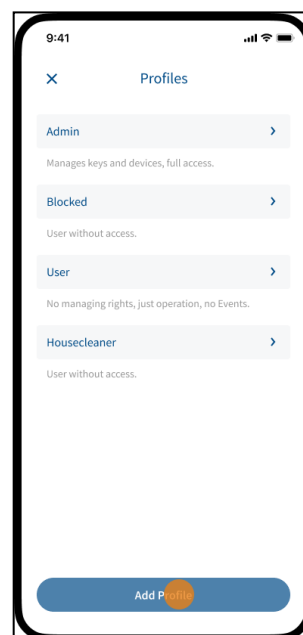 9:41
Profiles
Admin
Manages keys and devices, full access.
Blocked
User without access.
User
No managing rights, just operation, no Events.
Housecleaner
User without access.
Add Profile